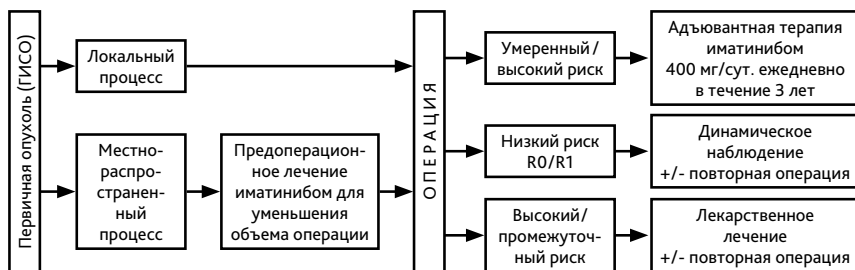 Первичная опухоль (ГИСО)
Локальный
процесс
Местно-
распро-
странен-
ный
процесс
Предоперацион-
ное лечение
иматинибом для
уменьшения
объема операции
ОПЕРАЦИЯ
Умеренный/
высокий риск
Адъювантная терапия
иматинибом
400 мг/сут. ежедневно
в течение 3 лет
Низкий риск
R0/R1
Динамическое
наблюдение
+/- повторная операция
Высокий/
промежуточ-
ный риск
Лекарственное
лечение
+/- повторная операция